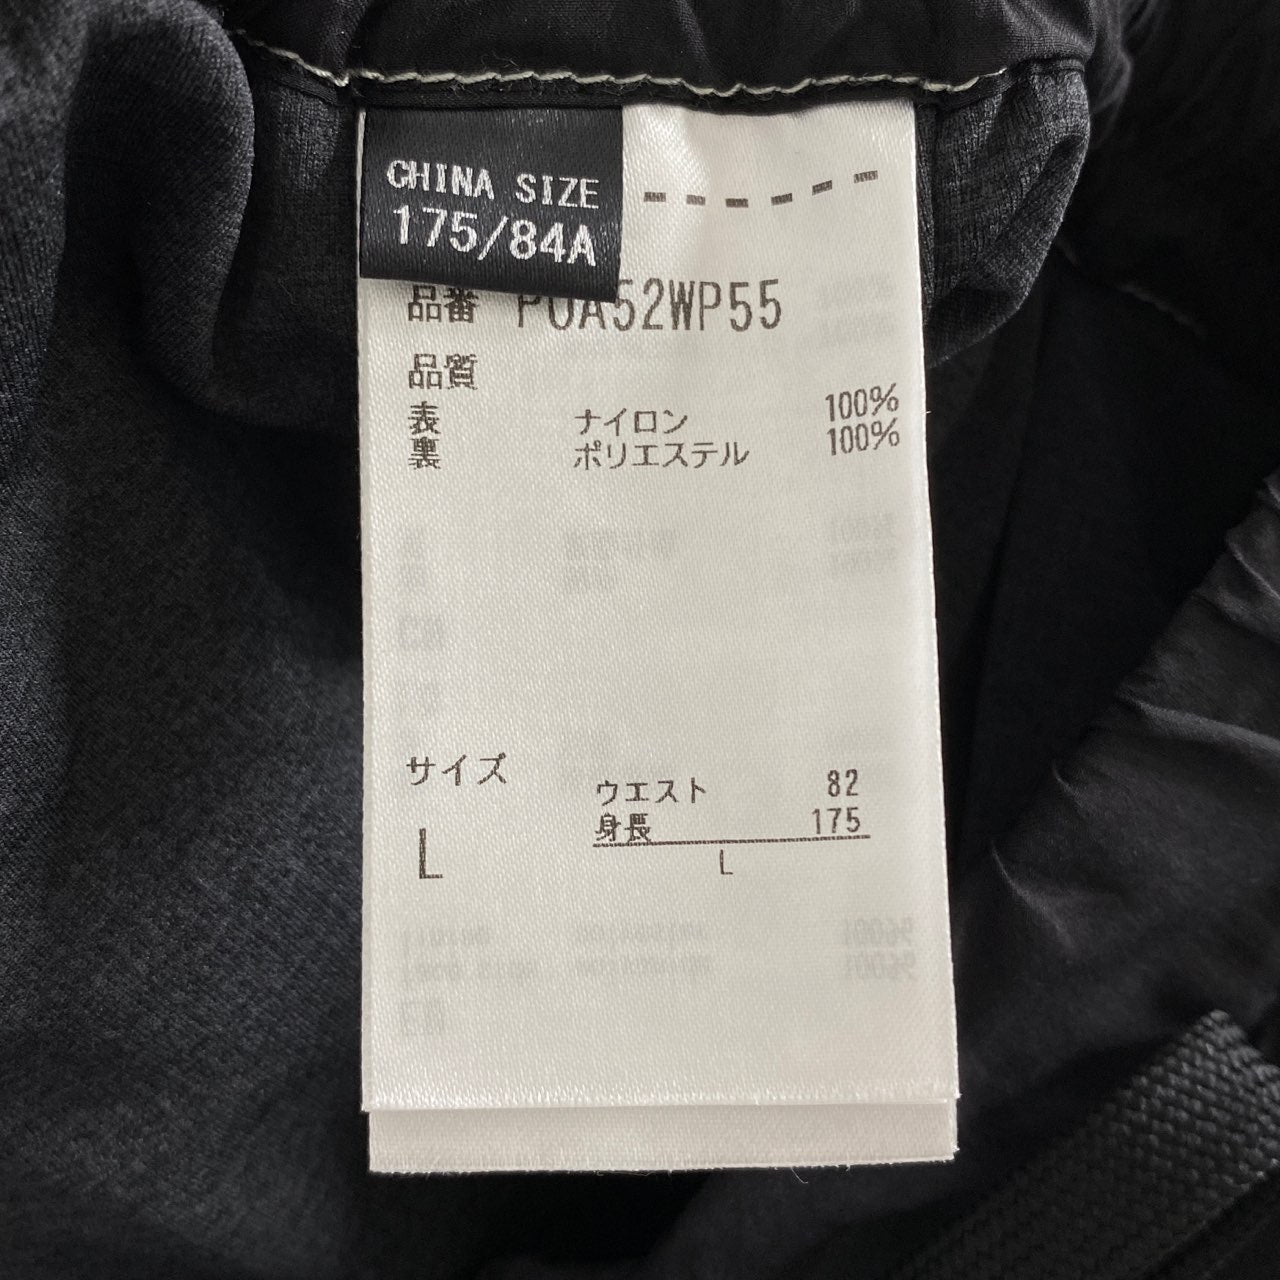 CHINA SIZE
175/84A
品番 POA52WP55
品質
表 ナイロン 100%
裏 ポリエステル 100%
サイズ
L
ウエスト 82
身長 175
L